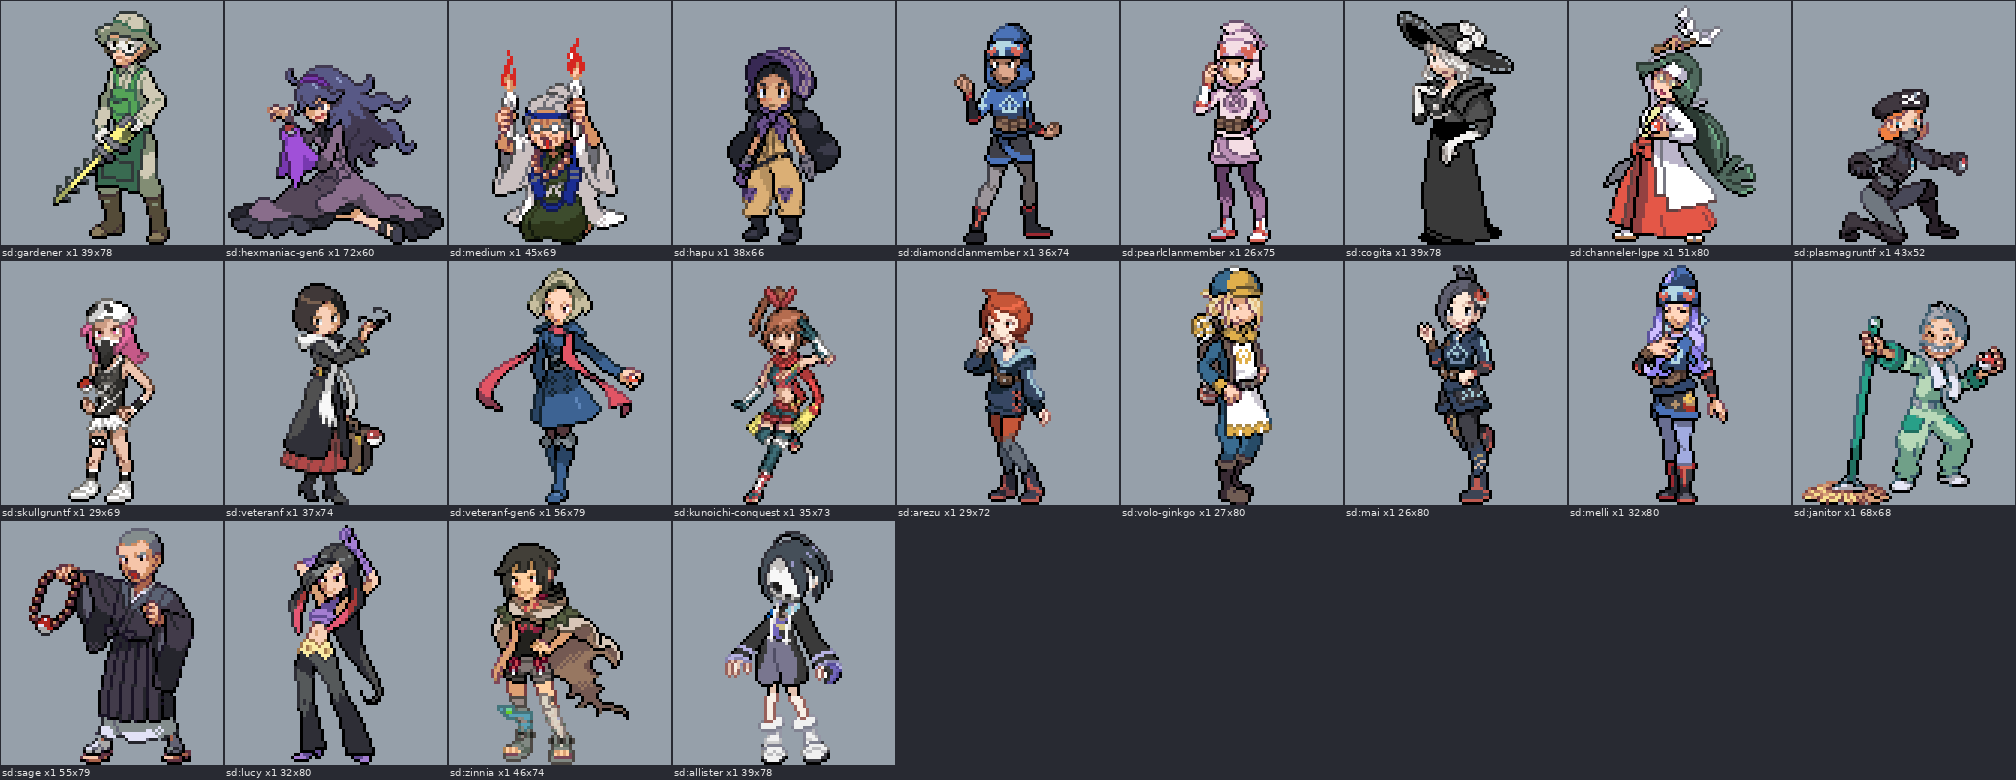 sd:gardener x1 39x78
sd:hexmaniac-gen6 x1 72x60
sd:medium x1 45x69
sd:hapu x1 38x66
sd:diamondclanmember x1 36x74
sd:pearlclanmember x1 26x75
sd:cogita x1 39x78
sd:channeler-lgpe x1 51x80
sd:plasmagruntf x1 43x52
sd:skullgruntf x1 29x69
sd:veteranf x1 37x74
sd:veteranf-gen6 x1 56x79
sd:kunoichi-conquest x1 35x73
sd:arezu x1 29x72
sd:volo-ginkgo x1 27x80
sd:mai x1 26x80
sd:melli x1 32x80
sd:janitor x1 68x68
sd:sage x1 55x79
sd:lucy x1 32x80
sd:zinnia x1 46x74
sd:allister x1 39x78